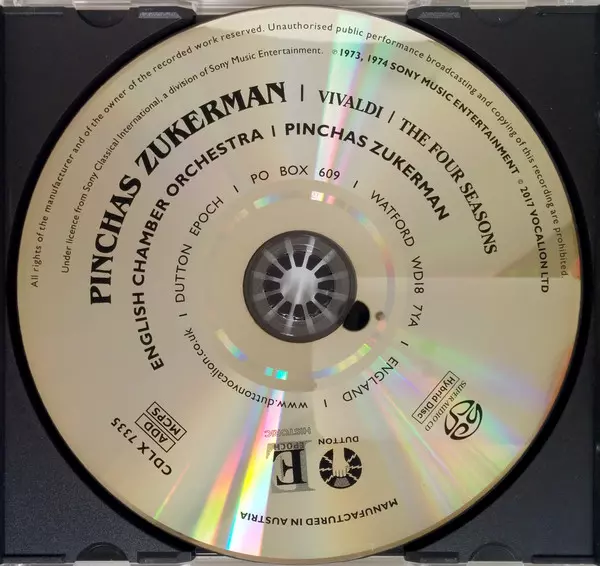 All rights of the manufacturer and of the owner of the recorded work reserved. Unauthorised public performance broadcasting and copying of this recording are prohibited.
Under licence from Sony Classical International, a division of Sony Music Entertainment. ℗ 1973, 1974 SONY MUSIC ENTERTAINMENT © 2017 VOCALION LTD
PINCHAS ZUKERMAN | VIVALDI | THE FOUR SEASONS
ENGLISH CHAMBER ORCHESTRA | PINCHAS ZUKERMAN
www.duttonvocalion.co.uk | DUTTON EPOCH | PO BOX 609 | WATFORD WD18 7YA | ENGLAND |
CDLX 7335
ADD
MCPS
SUPER AUDIO CD
Hybrid Disc
HISTORIC
EPOCH
E
DUTTON
MANUFACTURED IN AUSTRIA